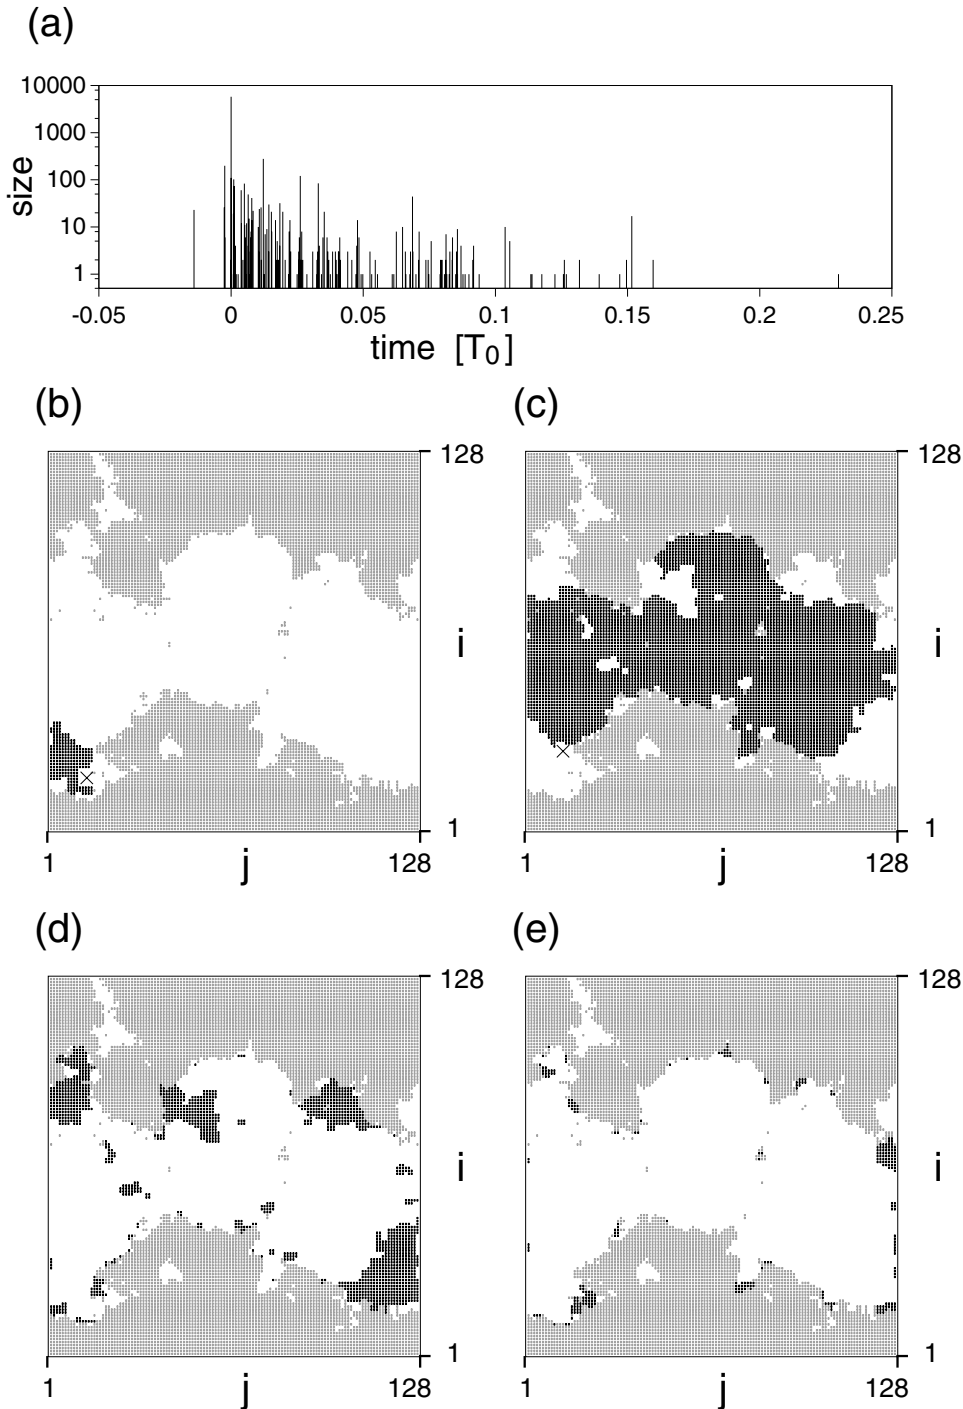 (a)
10000
1000
100
10
1
size
-0.05 0 0.05 0.1 0.15 0.2 0.25
time [T0]
(b) (c)
128 128
i i
1 1
1 j 128 1 j 128
(d) (e)
128 128
i i
1 1
1 j 128 1 j 128